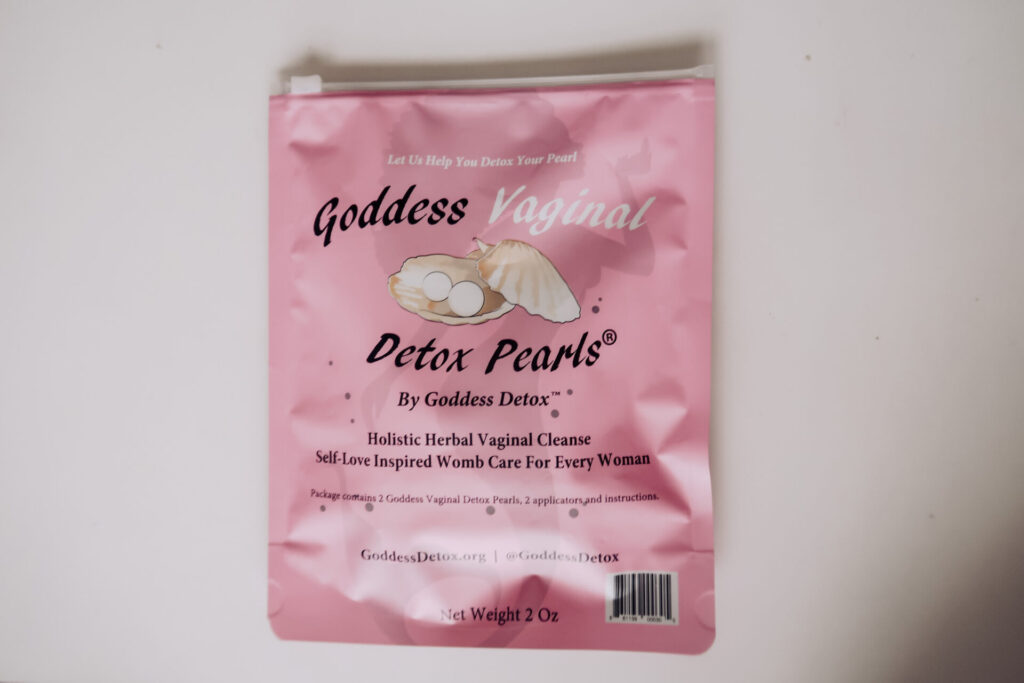 Let Us Help You Detox Your Pearl
Goddess Vaginal
Detox Pearls®
By Goddess Detox™
Holistic Herbal Vaginal Cleanse
Self-Love Inspired Womb Care For Every Woman
Package contains 2 Goddess Vaginal Detox Pearls, 2 applicators and instructions.
GoddessDetox.org | @GoddessDetox
Net Weight 2 Oz